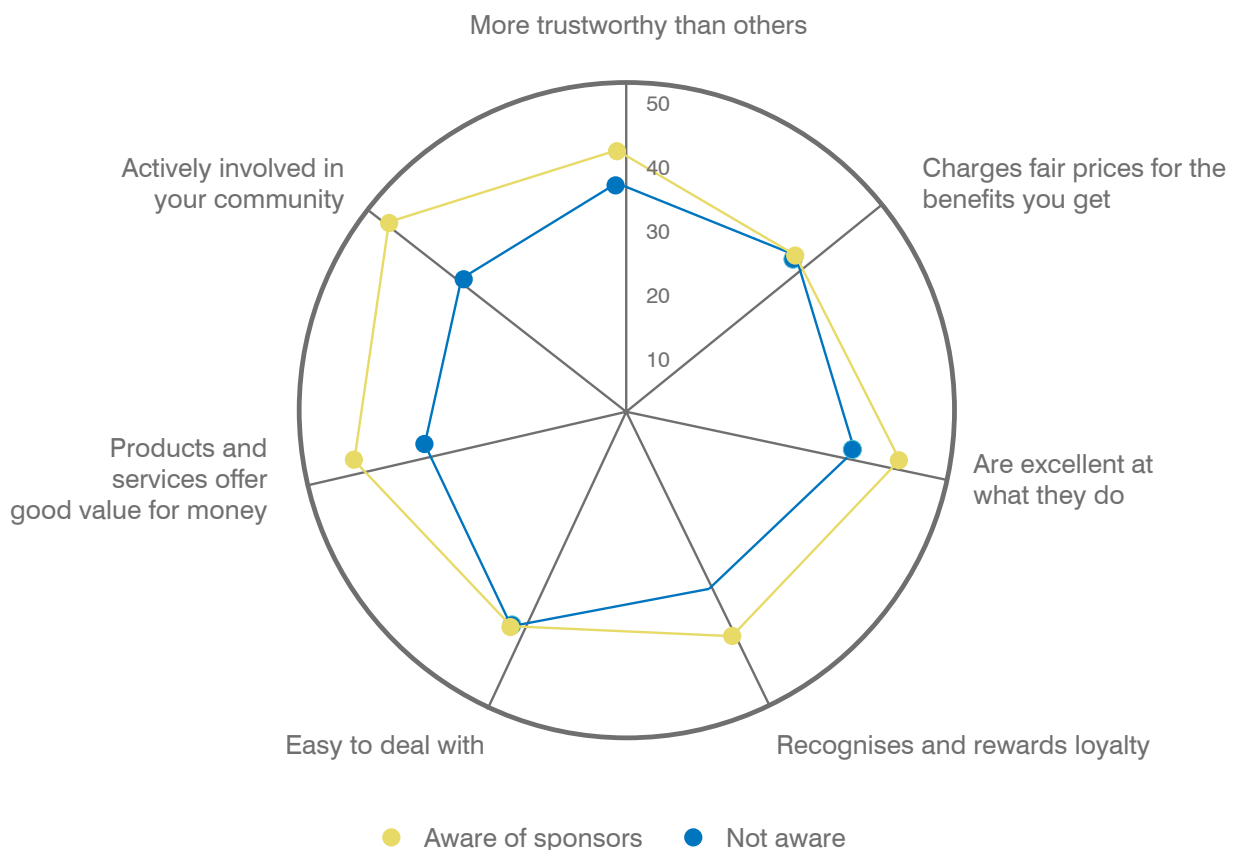 More trustworthy than others
50
Actively involved in
your community
40
Charges fair prices for the
benefits you get
30
20
10
Products and
services offer
good value for money
Are excellent at
what they do
Easy to deal with
Recognises and rewards loyalty
Aware of sponsors
Not aware